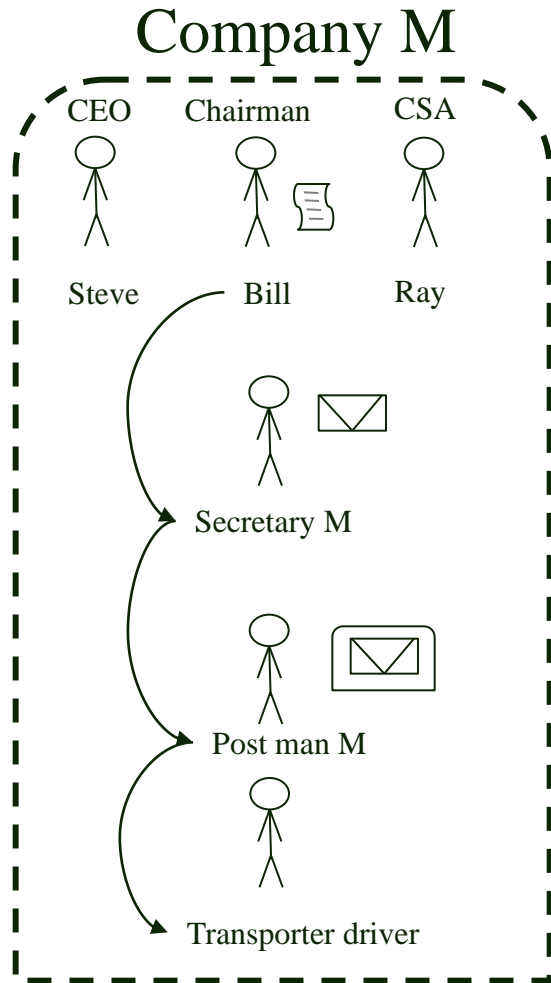 Company M
CEO Chairman CSA
Steve Bill Ray
Secretary M
Post man M
Transporter driver